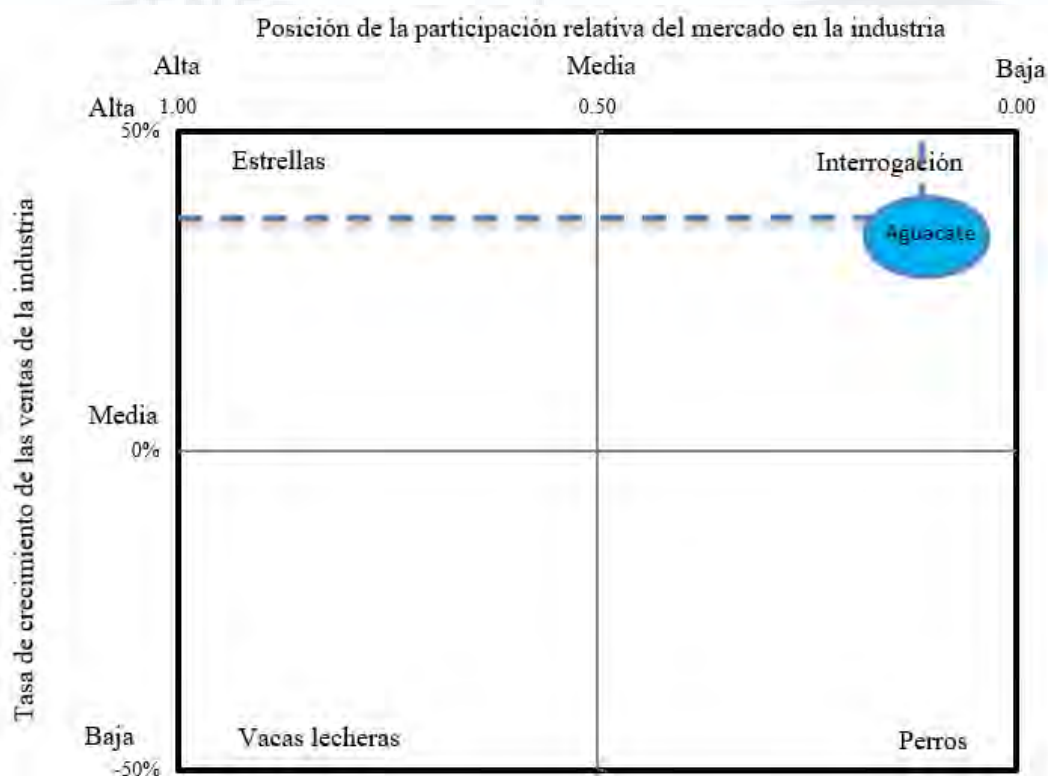 Posición de la participación relativa del mercado en la industria
Alta Media Baja
Alta 1.00 0.50 0.00
50%
Estrellas Interrogación
Aguacate
Tasa de crecimiento de las ventas de la industria
Media
0%
Baja Vacas lecheras Perros
-50%